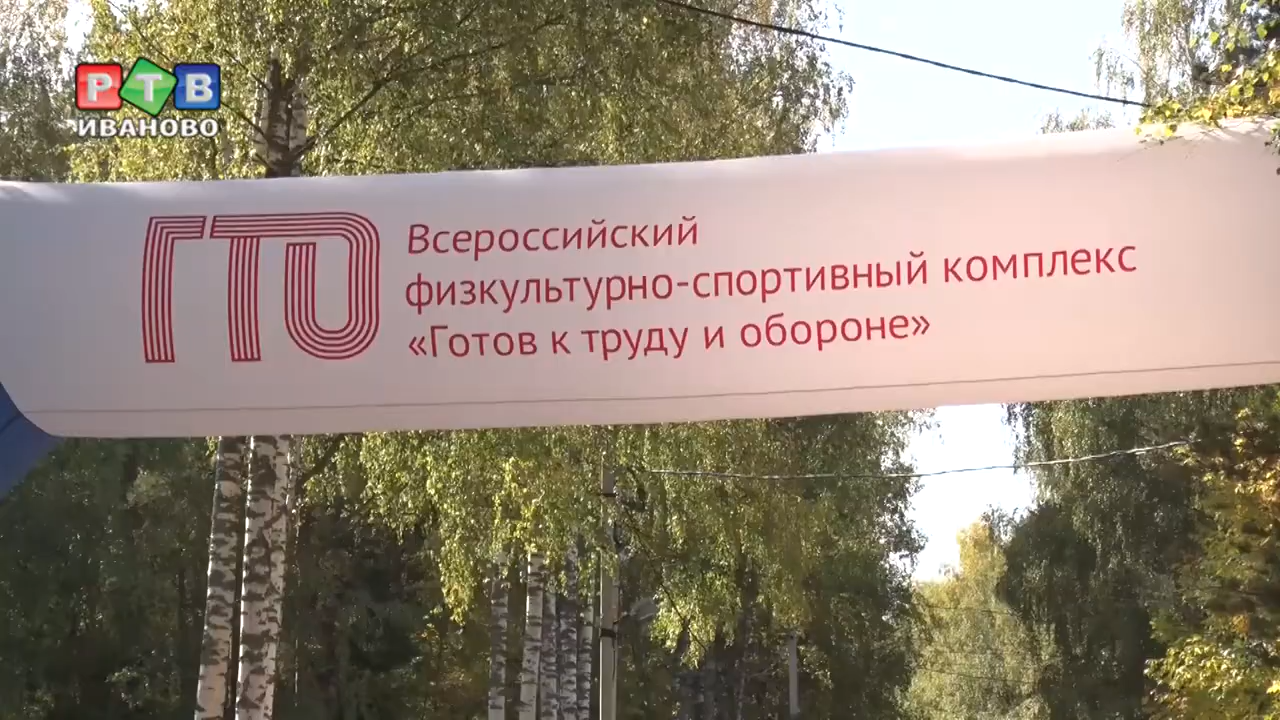 РТВ
ИВАНОВО
ГТО
Всероссийский
физкультурно-спортивный комплекс
«Готов к труду и обороне»